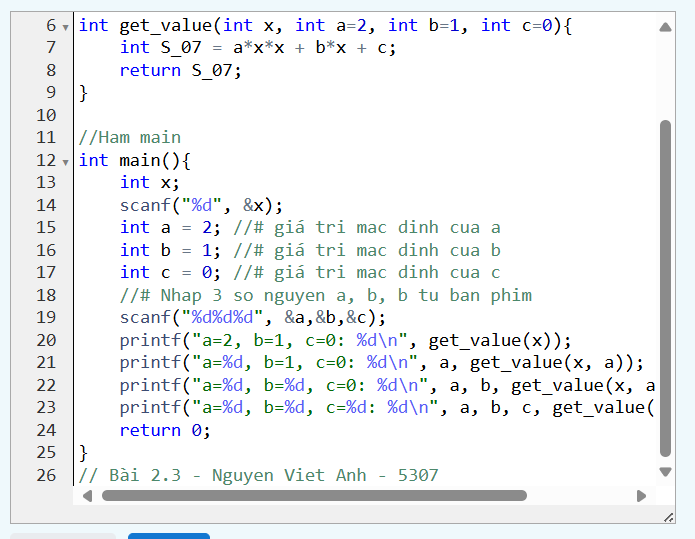 6 int get_value(int x, int a=2, int b=1, int c=0){
7     int S_07 = a*x*x + b*x + c;
8     return S_07;
9 }
10
11 //Ham main
12 int main(){
13     int x;
14     scanf("%d", &x);
15     int a = 2; //# giá tri mac dinh cua a
16     int b = 1; //# giá tri mac dinh cua b
17     int c = 0; //# giá tri mac dinh cua c
18     //# Nhap 3 so nguyen a, b, b tu ban phim
19     scanf("%d%d%d", &a,&b,&c);
20     printf("a=2, b=1, c=0: %d\n", get_value(x));
21     printf("a=%d, b=1, c=0: %d\n", a, get_value(x, a));
22     printf("a=%d, b=%d, c=0: %d\n", a, b, get_value(x, a
23     printf("a=%d, b=%d, c=%d: %d\n", a, b, c, get_value(
24     return 0;
25 }
26 // Bài 2.3 - Nguyen Viet Anh - 5307